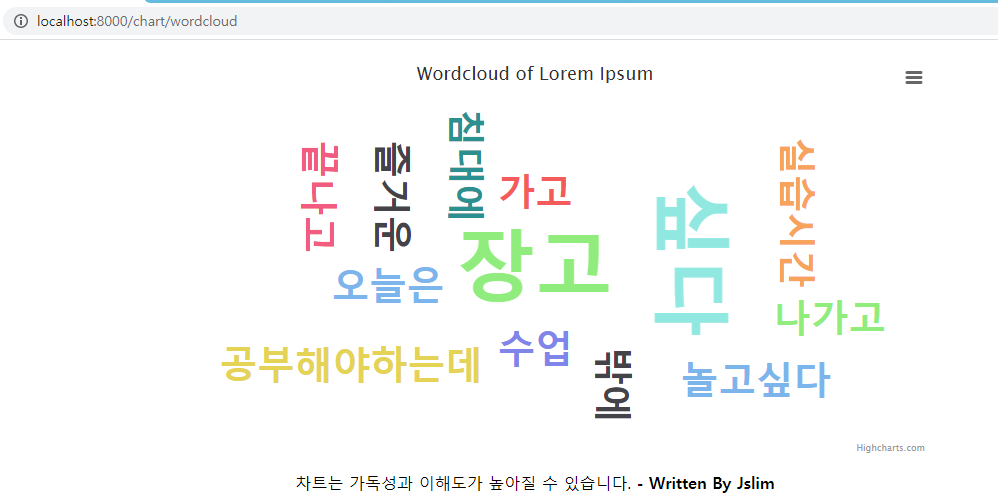 localhost:8000/chart/wordcloud
Wordcloud of Lorem Ipsum
끝나고
즐거운
침대에
가고
싶다
실습시간
장고
오늘은
나가고
수업
공부해야하는데
밖에
놀고싶다
Highcharts.com
차트는 가독성과 이해도가 높아질 수 있습니다. - Written By Jslim